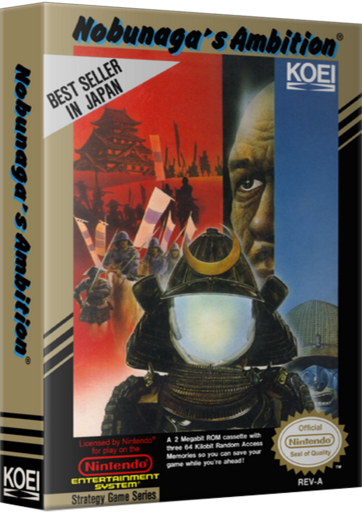 Nobunaga's Ambition®
KOEI
BEST SELLER
IN JAPAN
Nobunaga's Ambition®
KOEI
Licensed by Nintendo®
for play on the
Nintendo®
ENTERTAINMENT
SYSTEM™
Strategy Game Series
A 2 Megabit ROM cassette with
three 64 Kilobit Random Access
Memories so you can save your
game while you're ahead!
Official
Nintendo
Seal of Quality
REV-A